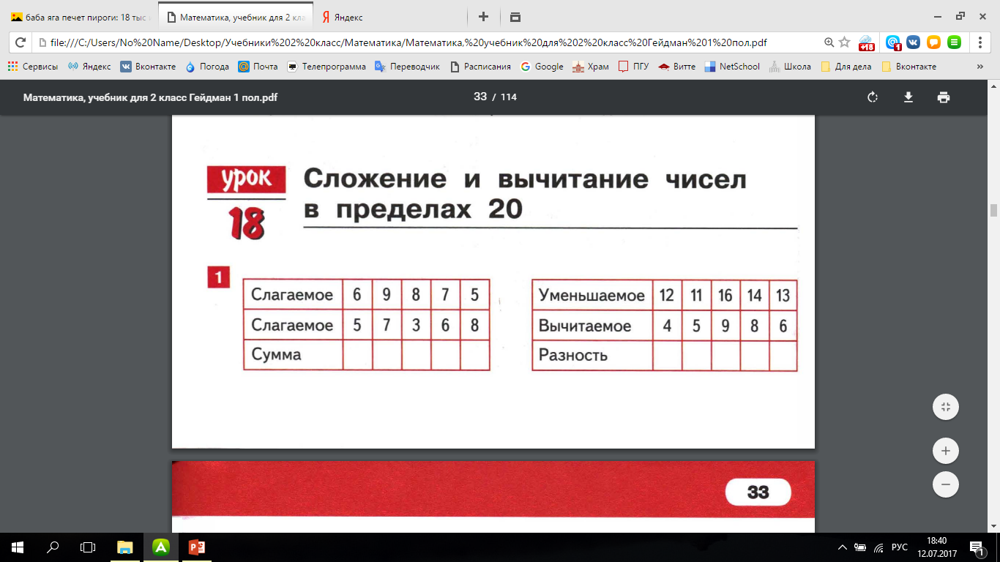 баба яга печет пироги: 18 тыс
Математика, учебник для 2 кла
Яндекс
file:///C:/Users/No%20Name/Desktop/Учебники%202%20класс/Математика/Математика,%20учебник%20для%202%20класс%20Гейдман%201%20пол.pdf
+18
1
Сервисы
Яндекс
Вконтакте
Погода
Почта
Телепрограмма
Переводчик
Расписания
Google
Храм
ПГУ
Витте
NetSchool
Школа
Для дела
Вконтакте
»
Математика, учебник для 2 класс Гейдман 1 пол.pdf
33 / 114
урок
18
Сложение и вычитание чисел
в пределах 20
1
Слагаемое 6 9 8 7 5
Слагаемое 5 7 3 6 8
Сумма
Уменьшаемое 12 11 16 14 13
Вычитаемое 4 5 9 8 6
Разность
33
РУС
18:40
12.07.2017
1